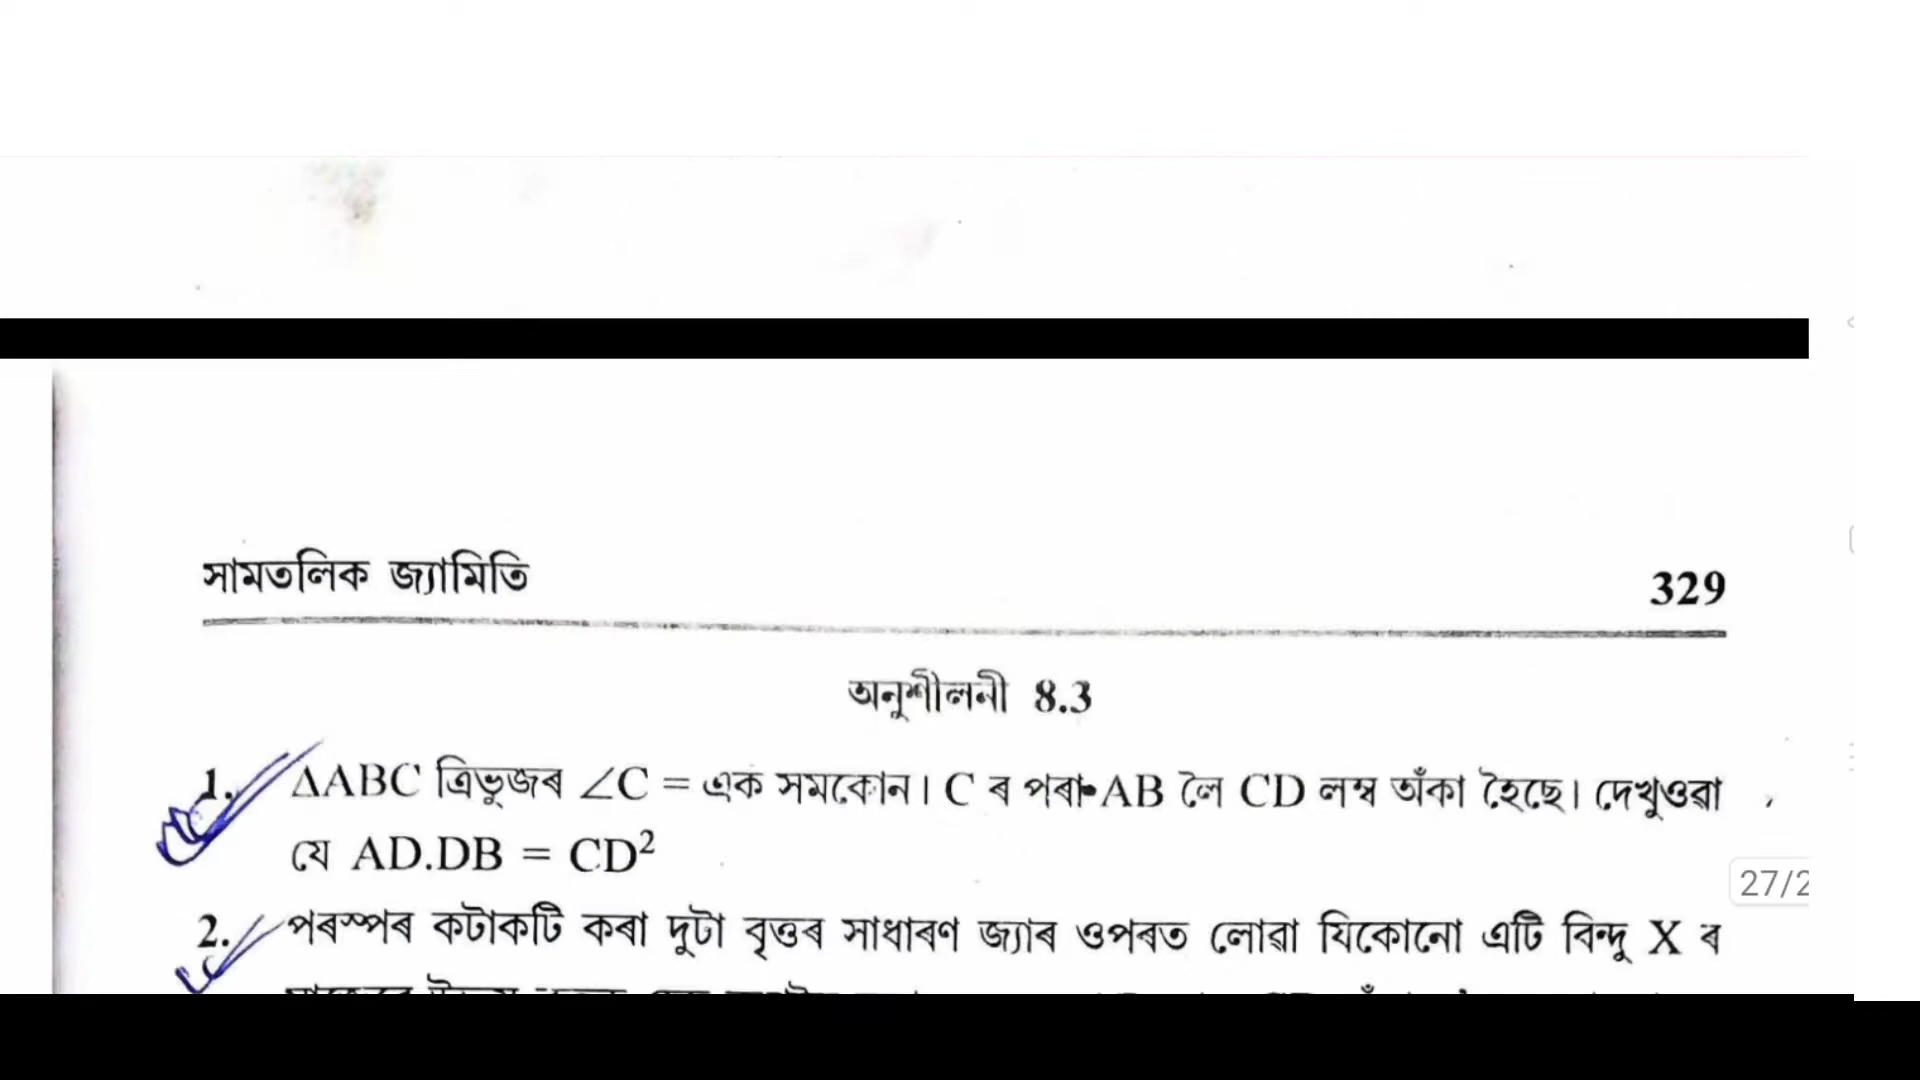 সামতলিক জ্যামিতি 329
অনুশীলনী 8.3
1. ΔABC ত্ৰিভুজৰ ∠C = এক সমকোন। C ৰ পৰা AB লৈ CD লম্ব আঁকা হৈছে। দেখুওৱা
যে AD.DB = CD²
27/2
2. পৰস্পৰ কটাকটি কৰা দুটা বৃত্তৰ সাধাৰণ জ্যাৰ ওপৰত লোৱা যিকোনো এটি বিন্দু X ৰ